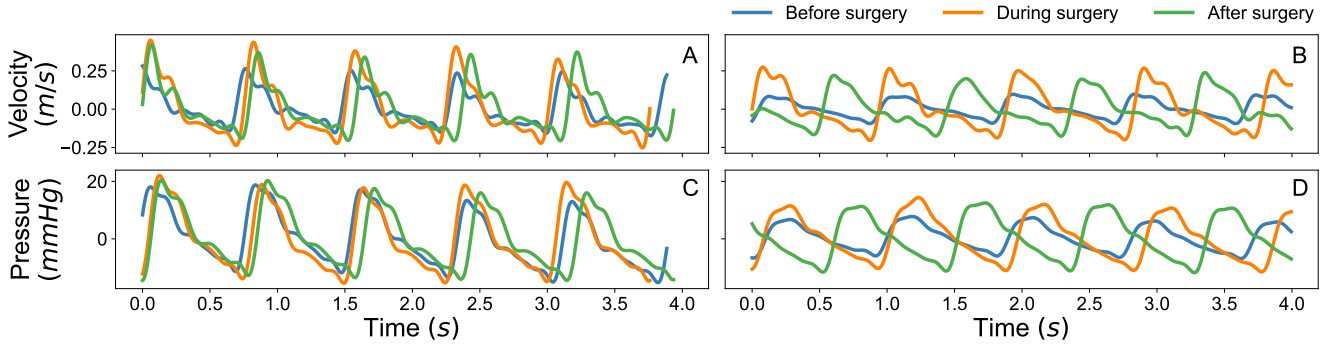 Before surgery During surgery After surgery
Velocity
(m/s)
0.25
0.00
−0.25
A
B
Pressure
(mmHg)
20
0
C
D
0.0 0.5 1.0 1.5 2.0 2.5 3.0 3.5 4.0
0.0 0.5 1.0 1.5 2.0 2.5 3.0 3.5 4.0
Time (s)
Time (s)